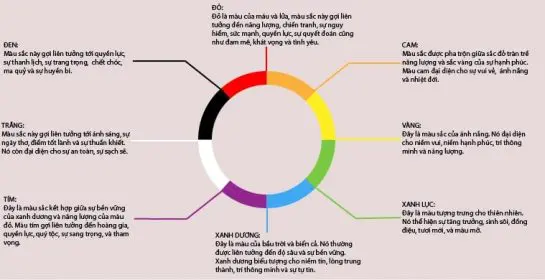 ĐỎ:
Đỏ là màu của máu và lửa, màu sắc này gợi liên
tưởng đến năng lượng, chiến tranh, sự nguy
hiểm, sức mạnh, quyền lực, sự quyết đoán cũng
như đam mê, khát vọng và tình yêu.
ĐEN:
Màu sắc này gợi liên tưởng tới quyền lực,
sự thanh lịch, sự trang trọng, chết chóc,
ma quỷ và sự huyền bí.
CAM:
Màu sắc được pha trộn giữa sắc đỏ tràn trề
năng lượng và sắc vàng của sự hạnh phúc.
Màu cam đại diện cho sự vui vẻ, ánh nắng
và nhiệt đới.
TRẮNG:
Màu sắc này gợi liên tưởng tới ánh sáng, sự
ngây thơ, điềm tốt lành và sự thuần khiết.
Nó còn đại diện cho sự an toàn, sự sạch sẽ.
VÀNG:
Đây là màu sắc của ánh nắng. Nó đại diện
cho niềm vui, niềm hạnh phúc, trí thông
minh và năng lượng.
TÍM:
Đây là màu sắc kết hợp giữa sự bền vững
của xanh dương và năng lượng của màu
đỏ. Màu tím gợi liên tưởng đến hoàng gia,
quyền lực, quý tộc, sự sang trọng, và tham
vọng.
XANH LỤC:
Đây là màu tượng trưng cho thiên nhiên.
Nó thể hiện sự tăng trưởng, sinh sôi, đồng
điệu, tươi mới, và màu mỡ.
XANH DƯƠNG:
Đây là màu của bầu trời và biển cả. Nó thường
được liên tưởng đến độ sâu và sự bền vững.
Xanh dương biểu tượng cho niềm tin, lòng trung
thành, trí thông minh và sự tự tin.